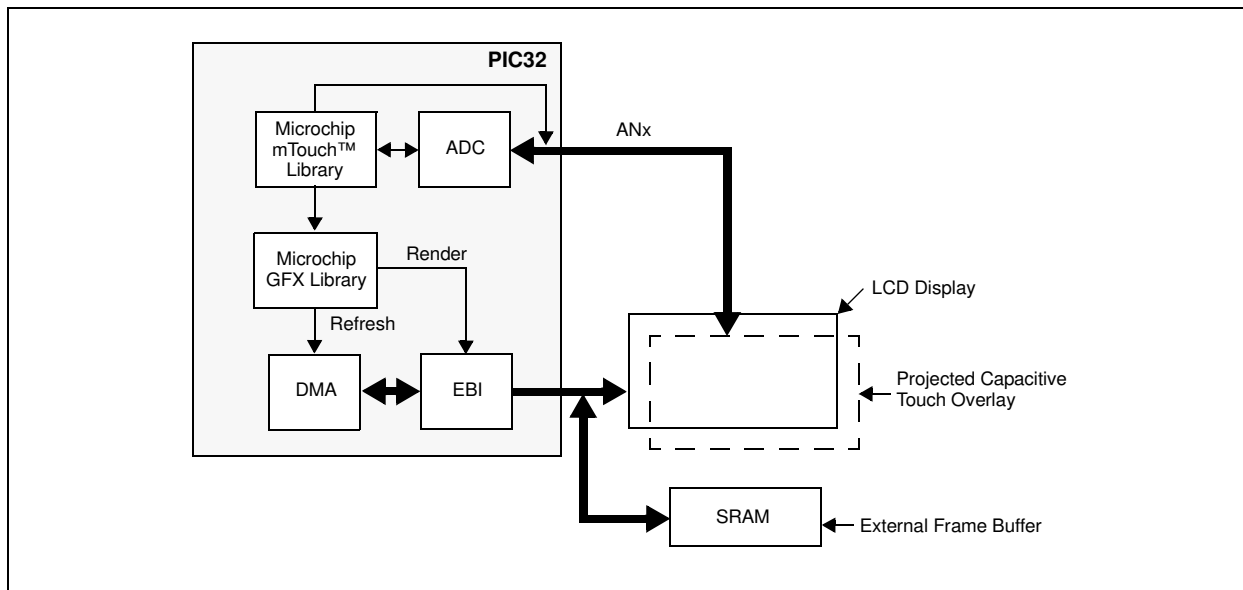 PIC32
Microchip
mTouch™
Library
ADC
ANx
Microchip
GFX Library
Render
Refresh
DMA
EBI
LCD Display
Projected Capacitive
Touch Overlay
SRAM
External Frame Buffer